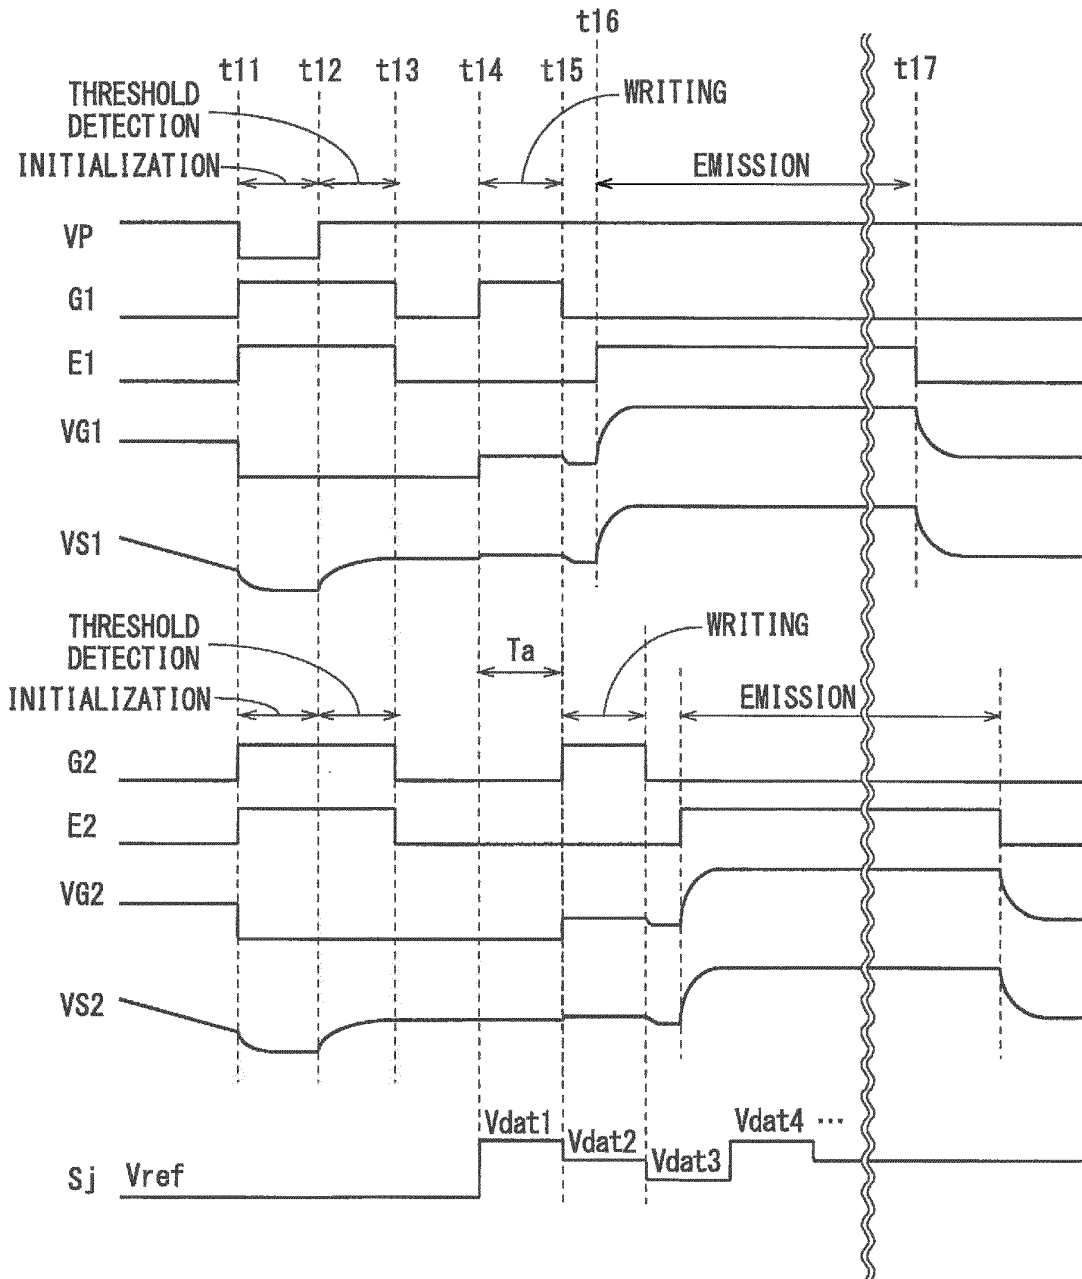 t16
t11 t12 t13 t14 t15 t17
THRESHOLD
DETECTION
WRITING
INITIALIZATION
EMISSION
VP
G1
E1
VG1
VS1
THRESHOLD
DETECTION
WRITING
Ta
INITIALIZATION
EMISSION
G2
E2
VG2
VS2
Vdat1
Vdat2
Vdat3
Vdat4 ...
Sj Vref